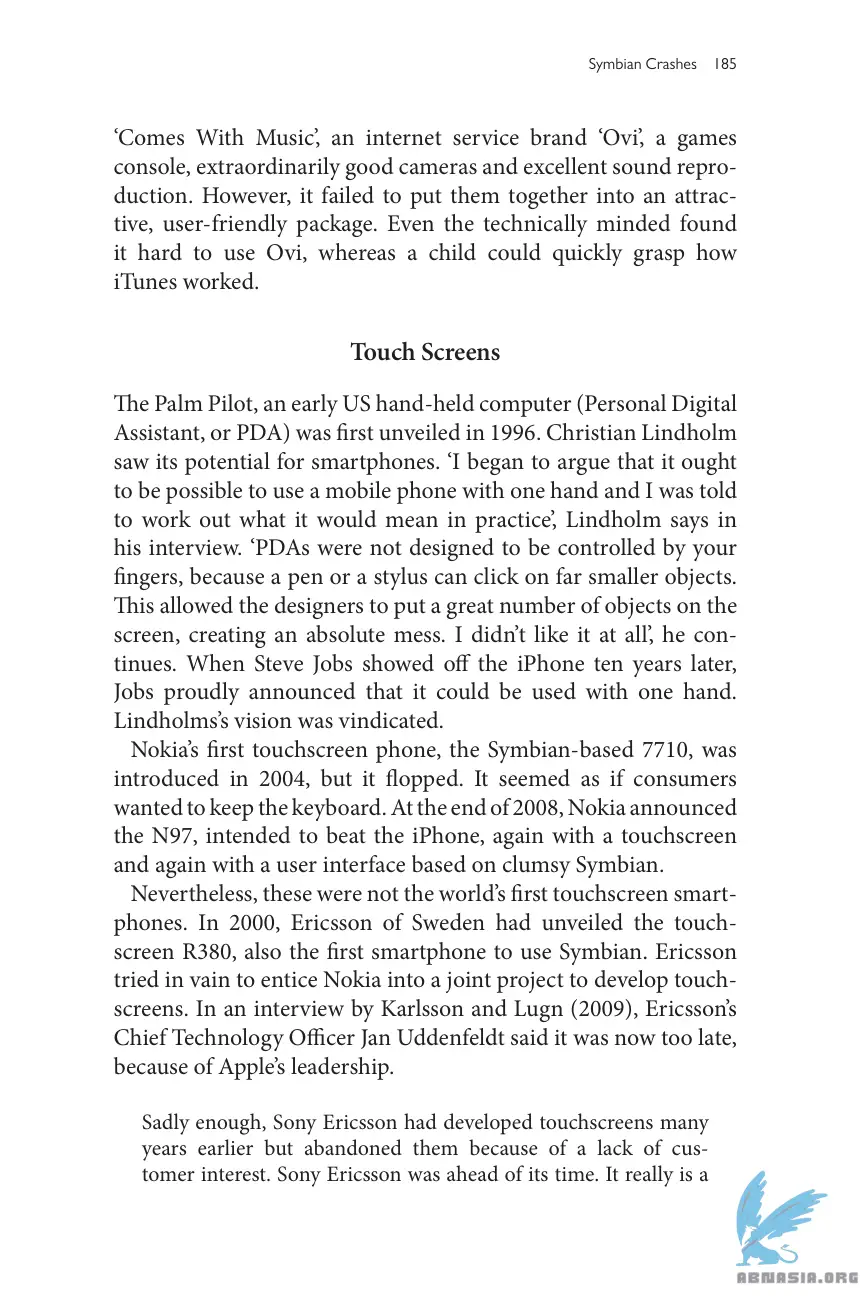 Symbian Crashes 185
‘Comes With Music’, an internet service brand ‘Ovi’, a games
console, extraordinarily good cameras and excellent sound repro-
duction. However, it failed to put them together into an attrac-
tive, user-friendly package. Even the technically minded found
it hard to use Ovi, whereas a child could quickly grasp how
iTunes worked.
Touch Screens
The Palm Pilot, an early US hand-held computer (Personal Digital
Assistant, or PDA) was first unveiled in 1996. Christian Lindholm
saw its potential for smartphones. ‘I began to argue that it ought
to be possible to use a mobile phone with one hand and I was told
to work out what it would mean in practice’, Lindholm says in
his interview. ‘PDAs were not designed to be controlled by your
fingers, because a pen or a stylus can click on far smaller objects.
This allowed the designers to put a great number of objects on the
screen, creating an absolute mess. I didn’t like it at all’, he con-
tinues. When Steve Jobs showed off the iPhone ten years later,
Jobs proudly announced that it could be used with one hand.
Lindholms’s vision was vindicated.
Nokia’s first touchscreen phone, the Symbian-based 7710, was
introduced in 2004, but it flopped. It seemed as if consumers
wanted to keep the keyboard. At the end of 2008, Nokia announced
the N97, intended to beat the iPhone, again with a touchscreen
and again with a user interface based on clumsy Symbian.
Nevertheless, these were not the world’s first touchscreen smart-
phones. In 2000, Ericsson of Sweden had unveiled the touch-
screen R380, also the first smartphone to use Symbian. Ericsson
tried in vain to entice Nokia into a joint project to develop touch-
screens. In an interview by Karlsson and Lugn (2009), Ericsson’s
Chief Technology Officer Jan Uddenfeldt said it was now too late,
because of Apple’s leadership.
Sadly enough, Sony Ericsson had developed touchscreens many
years earlier but abandoned them because of a lack of cus-
tomer interest. Sony Ericsson was ahead of its time. It really is a
ABNASIA.ORG